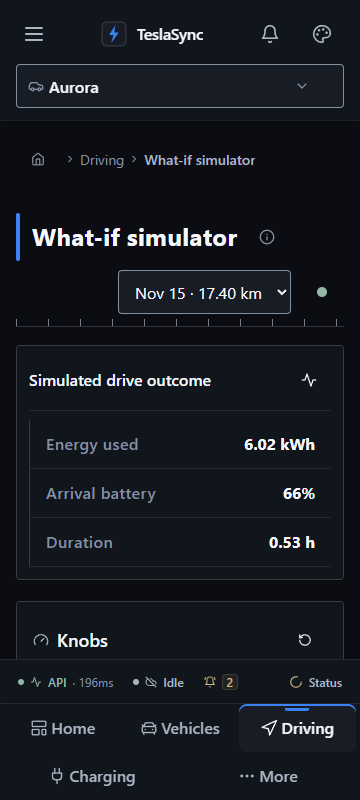 TeslaSync
Aurora
Driving What-if simulator
What-if simulator
Nov 15 · 17.40 km
Simulated drive outcome
Energy used 6.02 kWh
Arrival battery 66%
Duration 0.53 h
Knobs
API · 196ms Idle 2 Status
Home Vehicles Driving
Charging More